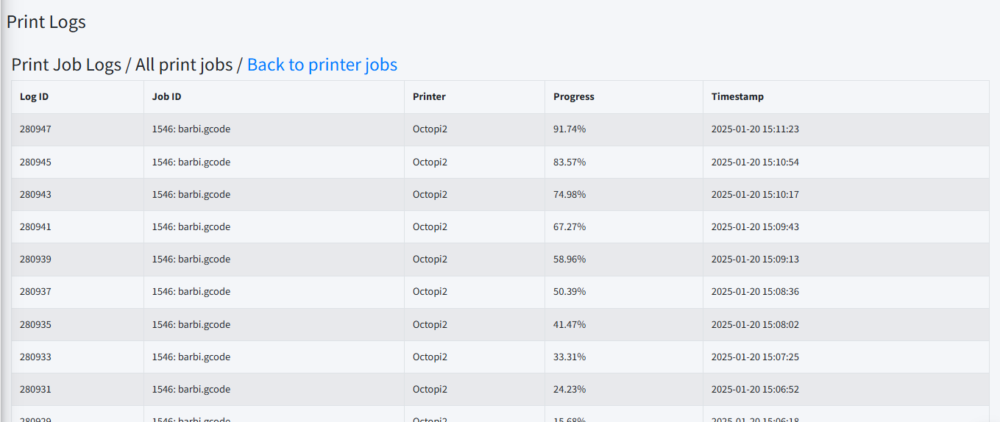 Print Logs
Print Job Logs / All print jobs / Back to printer jobs
Log ID Job ID Printer Progress Timestamp
280947 1546: barbi.gcode Octopi2 91.74% 2025-01-20 15:11:23
280945 1546: barbi.gcode Octopi2 83.57% 2025-01-20 15:10:54
280943 1546: barbi.gcode Octopi2 74.98% 2025-01-20 15:10:17
280941 1546: barbi.gcode Octopi2 67.27% 2025-01-20 15:09:43
280939 1546: barbi.gcode Octopi2 58.96% 2025-01-20 15:09:13
280937 1546: barbi.gcode Octopi2 50.39% 2025-01-20 15:08:36
280935 1546: barbi.gcode Octopi2 41.47% 2025-01-20 15:08:02
280933 1546: barbi.gcode Octopi2 33.31% 2025-01-20 15:07:25
280931 1546: barbi.gcode Octopi2 24.23% 2025-01-20 15:06:52
280929 1546: barbi.gcode Octopi2 15.68% 2025-01-20 15:06:18